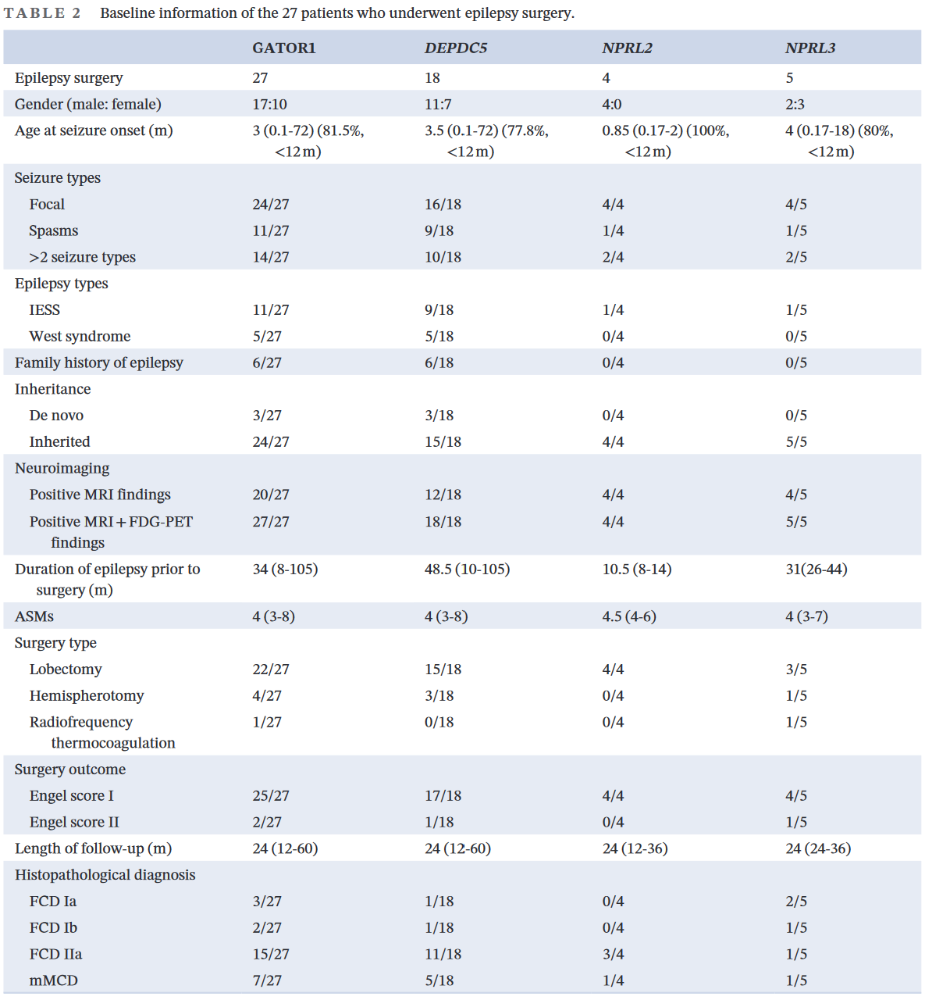 TABLE 2 Baseline information of the 27 patients who underwent epilepsy surgery.
GATOR1 DEPDC5 NPRL2 NPRL3
Epilepsy surgery 27 18 4 5
Gender (male: female) 17:10 11:7 4:0 2:3
Age at seizure onset (m) 3 (0.1-72) (81.5%, 3.5 (0.1-72) (77.8%, 0.85 (0.17-2) (100%, 4 (0.17-18) (80%,
<12 m) <12 m) <12 m) <12 m)
Seizure types
Focal 24/27 16/18 4/4 4/5
Spasms 11/27 9/18 1/4 1/5
>2 seizure types 14/27 10/18 2/4 2/5
Epilepsy types
IESS 11/27 9/18 1/4 1/5
West syndrome 5/27 5/18 0/4 0/5
Family history of epilepsy 6/27 6/18 0/4 0/5
Inheritance
De novo 3/27 3/18 0/4 0/5
Inherited 24/27 15/18 4/4 5/5
Neuroimaging
Positive MRI findings 20/27 12/18 4/4 4/5
Positive MRI + FDG-PET 27/27 18/18 4/4 5/5
findings
Duration of epilepsy prior to 34 (8-105) 48.5 (10-105) 10.5 (8-14) 31(26-44)
surgery (m)
ASMs 4 (3-8) 4 (3-8) 4.5 (4-6) 4 (3-7)
Surgery type
Lobectomy 22/27 15/18 4/4 3/5
Hemispherotomy 4/27 3/18 0/4 1/5
Radiofrequency 1/27 0/18 0/4 1/5
thermocoagulation
Surgery outcome
Engel score I 25/27 17/18 4/4 4/5
Engel score II 2/27 1/18 0/4 1/5
Length of follow-up (m) 24 (12-60) 24 (12-60) 24 (12-36) 24 (24-36)
Histopathological diagnosis
FCD Ia 3/27 1/18 0/4 2/5
FCD Ib 2/27 1/18 0/4 1/5
FCD IIa 15/27 11/18 3/4 1/5
mMCD 7/27 5/18 1/4 1/5